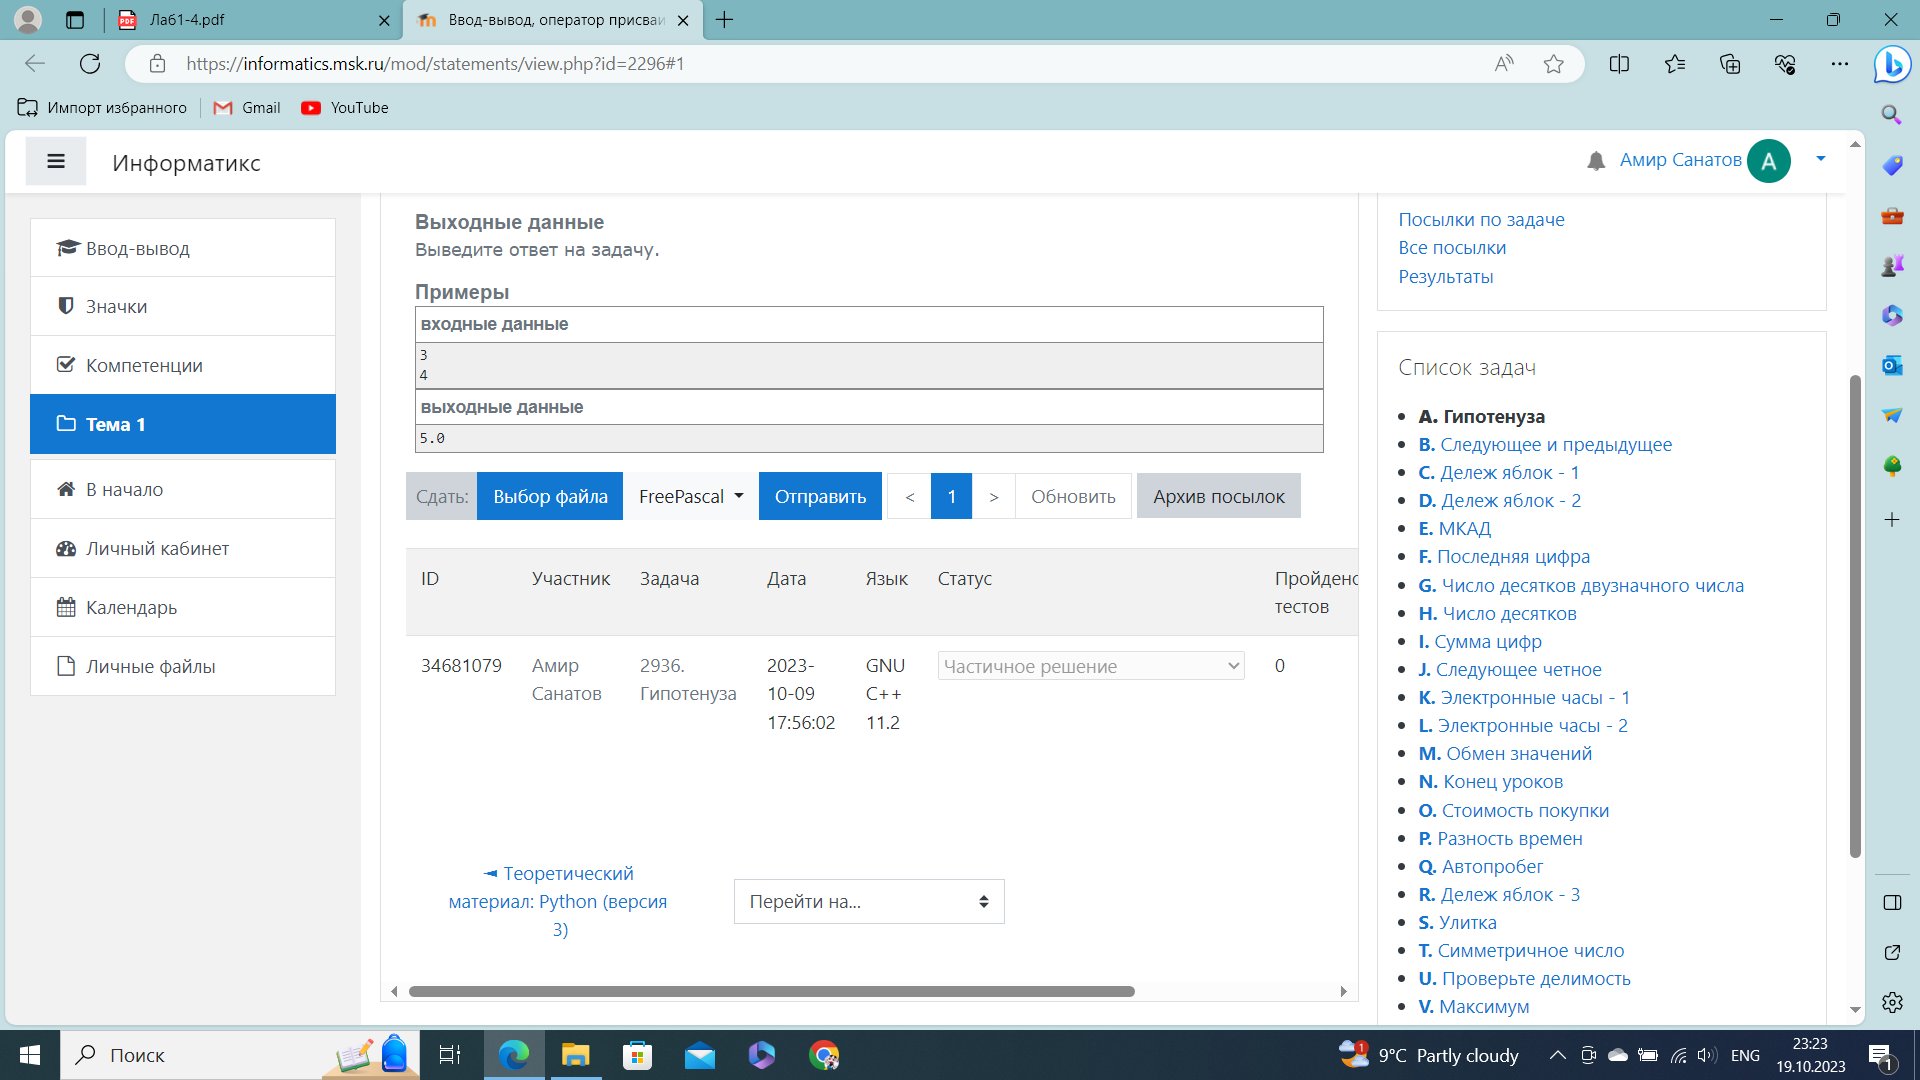 Лаб1-4.pdf
Ввод-вывод, оператор присваи
https://informatics.msk.ru/mod/statements/view.php?id=2296#1
Импорт избранного
Gmail
YouTube
Информатикс
Амир Санатов
А
Ввод-вывод
Значки
Компетенции
Тема 1
В начало
Личный кабинет
Календарь
Личные файлы
Выходные данные
Выведите ответ на задачу.
Примеры
входные данные
3
4
выходные данные
5.0
Сдать: Выбор файла FreePascal Отправить < 1 > Обновить Архив посылок
ID Участник Задача Дата Язык Статус Пройдено
тестов
34681079 Амир 2936. 2023- GNU Частичное решение 0
Санатов Гипотенуза 10-09 C++
17:56:02 11.2
◄ Теоретический
материал: Python (версия
3)
Перейти на...
Посылки по задаче
Все посылки
Результаты
Список задач
A. Гипотенуза
B. Следующее и предыдущее
C. Дележ яблок - 1
D. Дележ яблок - 2
E. МКАД
F. Последняя цифра
G. Число десятков двузначного числа
H. Число десятков
I. Сумма цифр
J. Следующее четное
K. Электронные часы - 1
L. Электронные часы - 2
M. Обмен значений
N. Конец уроков
O. Стоимость покупки
P. Разность времен
Q. Автопробег
R. Дележ яблок - 3
S. Улитка
T. Симметричное число
U. Проверьте делимость
V. Максимум
Поиск
1
9°C Partly cloudy
ENG
23:23
19.10.2023
1